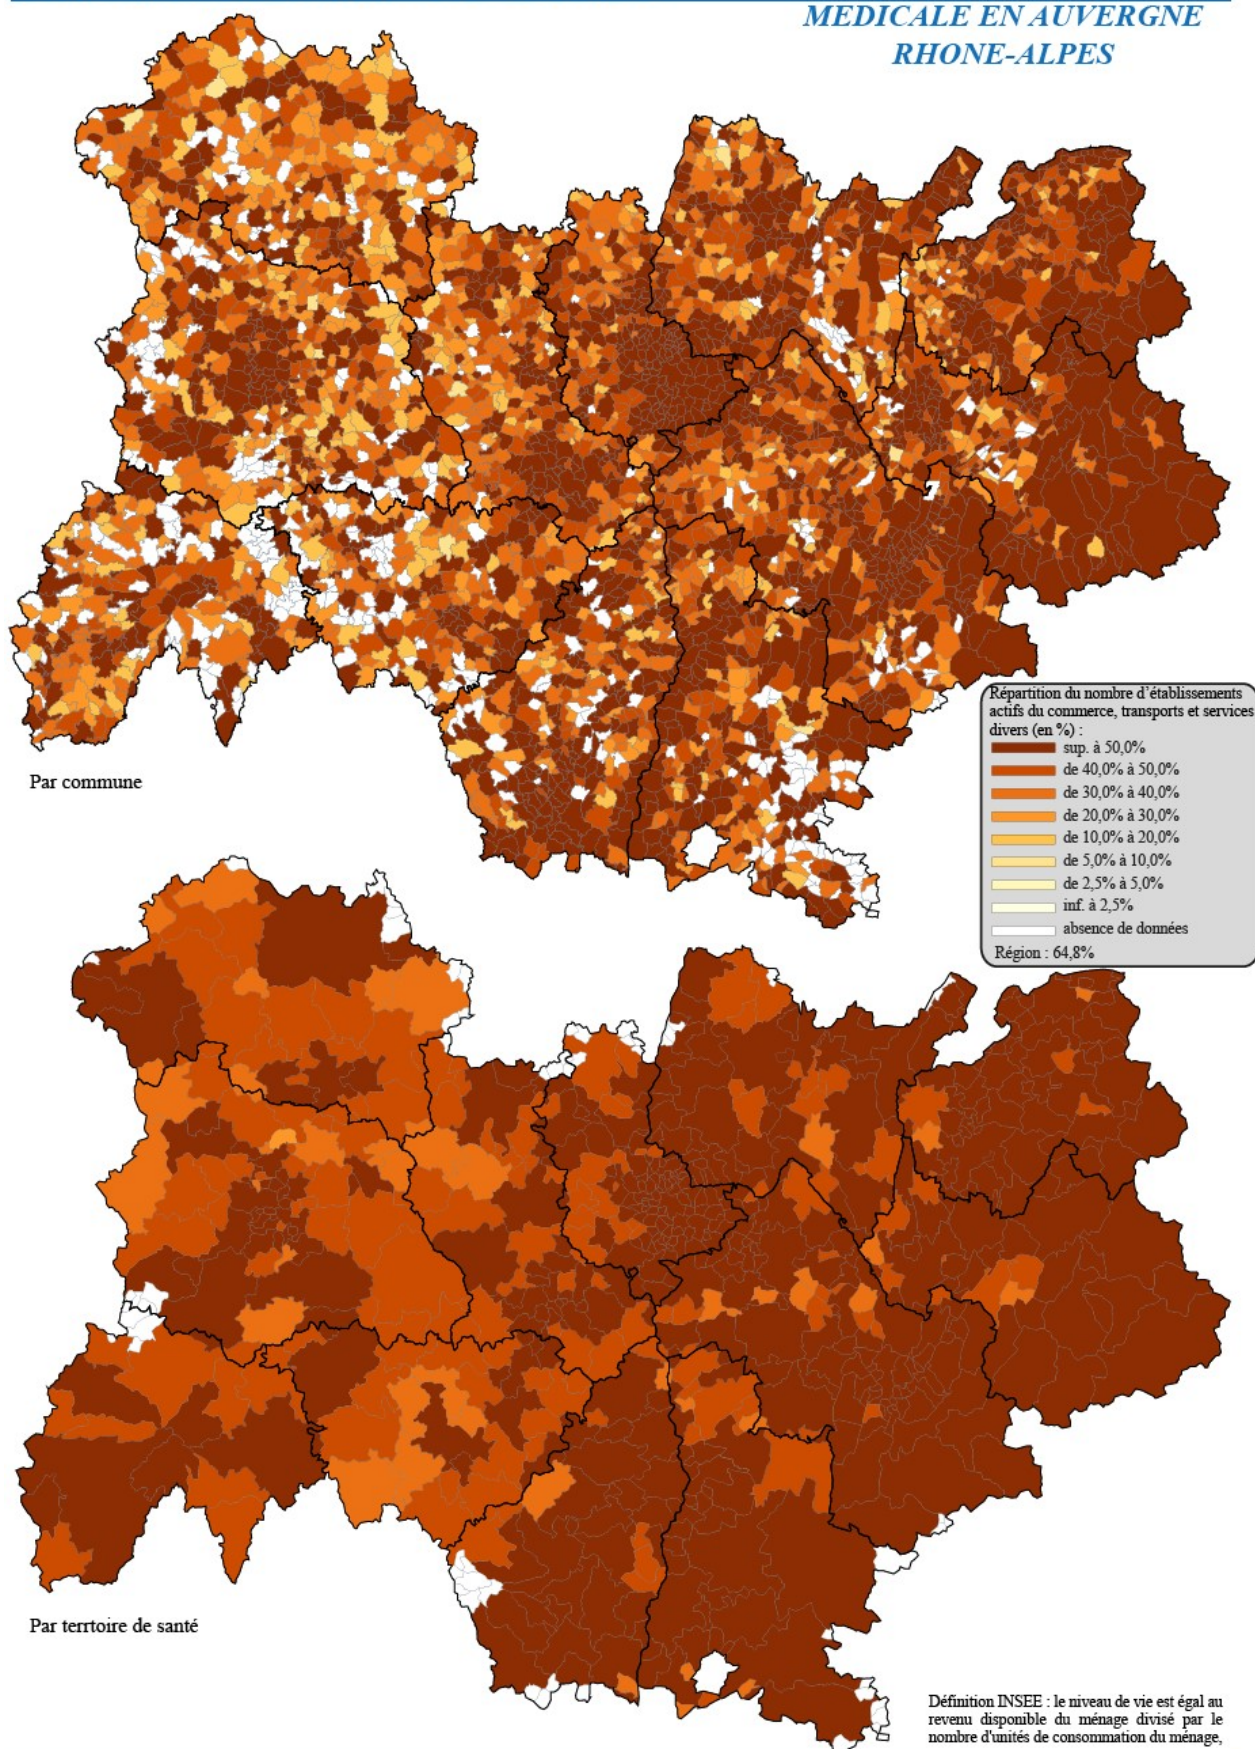 MEDICALE EN AUVERGNE
RHONE-ALPES
Répartition du nombre d'établissements
actifs du commerce, transports et services
divers (en %) :
sup. à 50,0%
de 40,0% à 50,0%
de 30,0% à 40,0%
de 20,0% à 30,0%
de 10,0% à 20,0%
de 5,0% à 10,0%
de 2,5% à 5,0%
inf. à 2,5%
absence de données
Région : 64,8%
Par commune
Par terrtoire de santé
Définition INSEE : le niveau de vie est égal au
revenu disponible du ménage divisé par le
nombre d'unités de consommation du ménage,